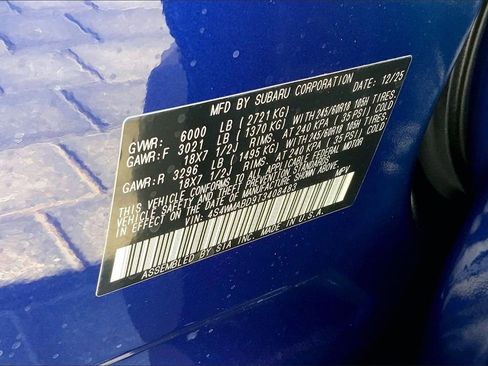 MFD BY SUBARU CORPORATION DATE: 12/25
GVWR: 6000 LB (2721 KG)
GAWR:F 3021 LB (1370 KG) WITH 245/60R18 105H TIRES.
18X7 1/2J RIMS. AT 240 KPA (35 PSI) COLD
GAWR:R 3296 LB (1495 KG) WITH 245/60R18 105H TIRES.
18X7 1/2J RIMS. AT 240 KPA (35 PSI) COLD
THIS VEHICLE CONFORMS TO ALL APPLICABLE FEDERAL MOTOR
VEHICLE SAFETY AND THEFT PREVENTION STANDARDS
IN EFFECT ON THE DATE OF MANUFACTURE SHOWN ABOVE.
VIN: MPV
ASSEMBLED BY SIA INC. MADE IN U.S.A.